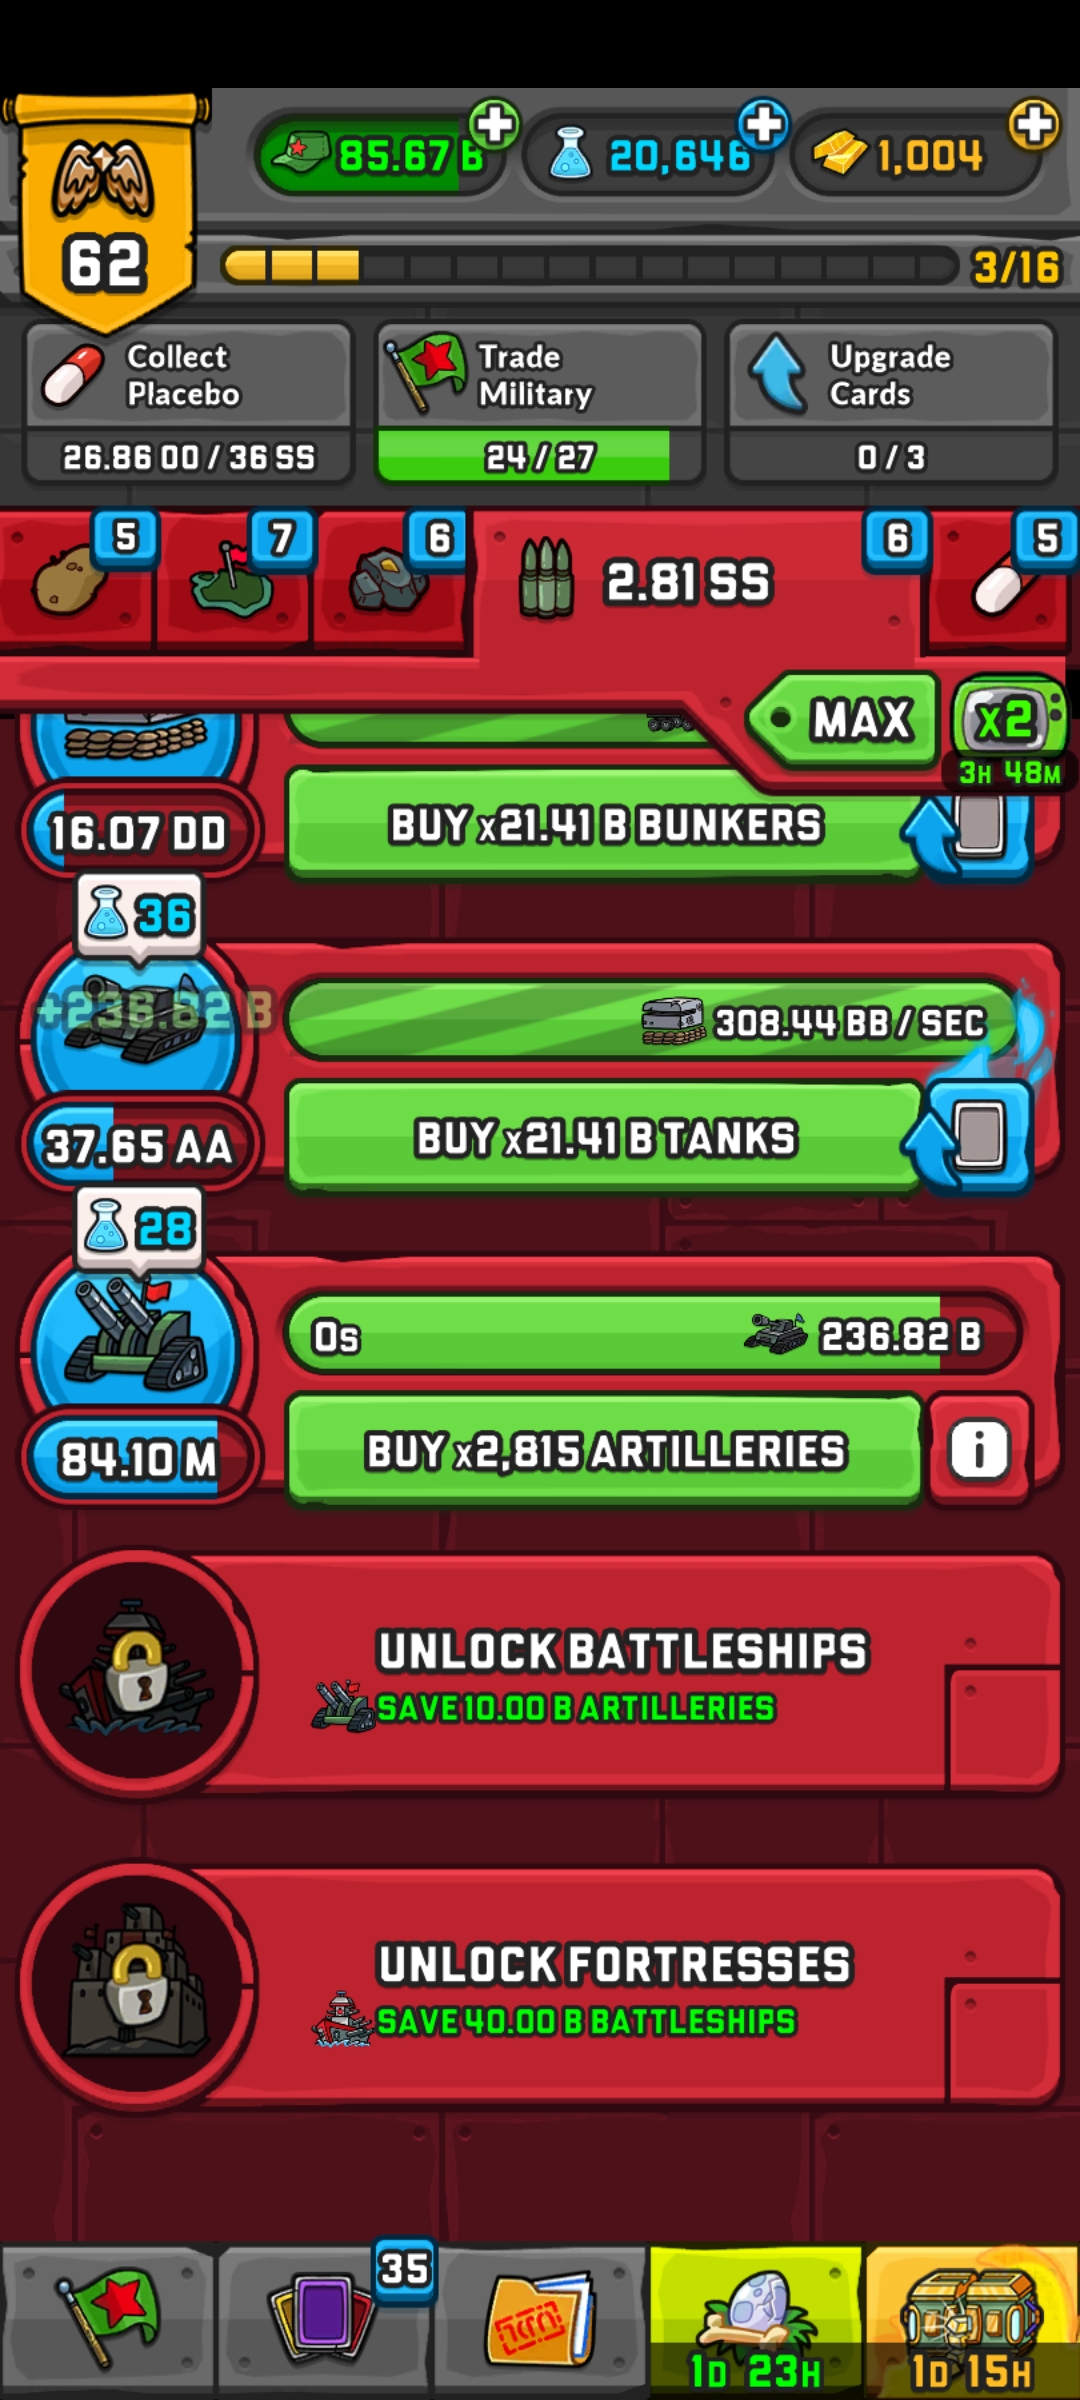 85.67 B
20,646
1,004
62
3/16
Collect
Placebo
26.86 OO / 36 SS
Trade
Military
24 / 27
Upgrade
Cards
0 / 3
5
7
6
2.81 SS
6
5
MAX
x2
3H 48M
16.07 DD
BUY x21.41 B BUNKERS
36
+236.82 B
308.44 BB / SEC
37.65 AA
BUY x21.41 B TANKS
28
0s
236.82 B
84.10 M
BUY x2,815 ARTILLERIES
i
UNLOCK BATTLESHIPS
SAVE 10.00 B ARTILLERIES
UNLOCK FORTRESSES
SAVE 40.00 B BATTLESHIPS
35
1D 23H
1D 15H